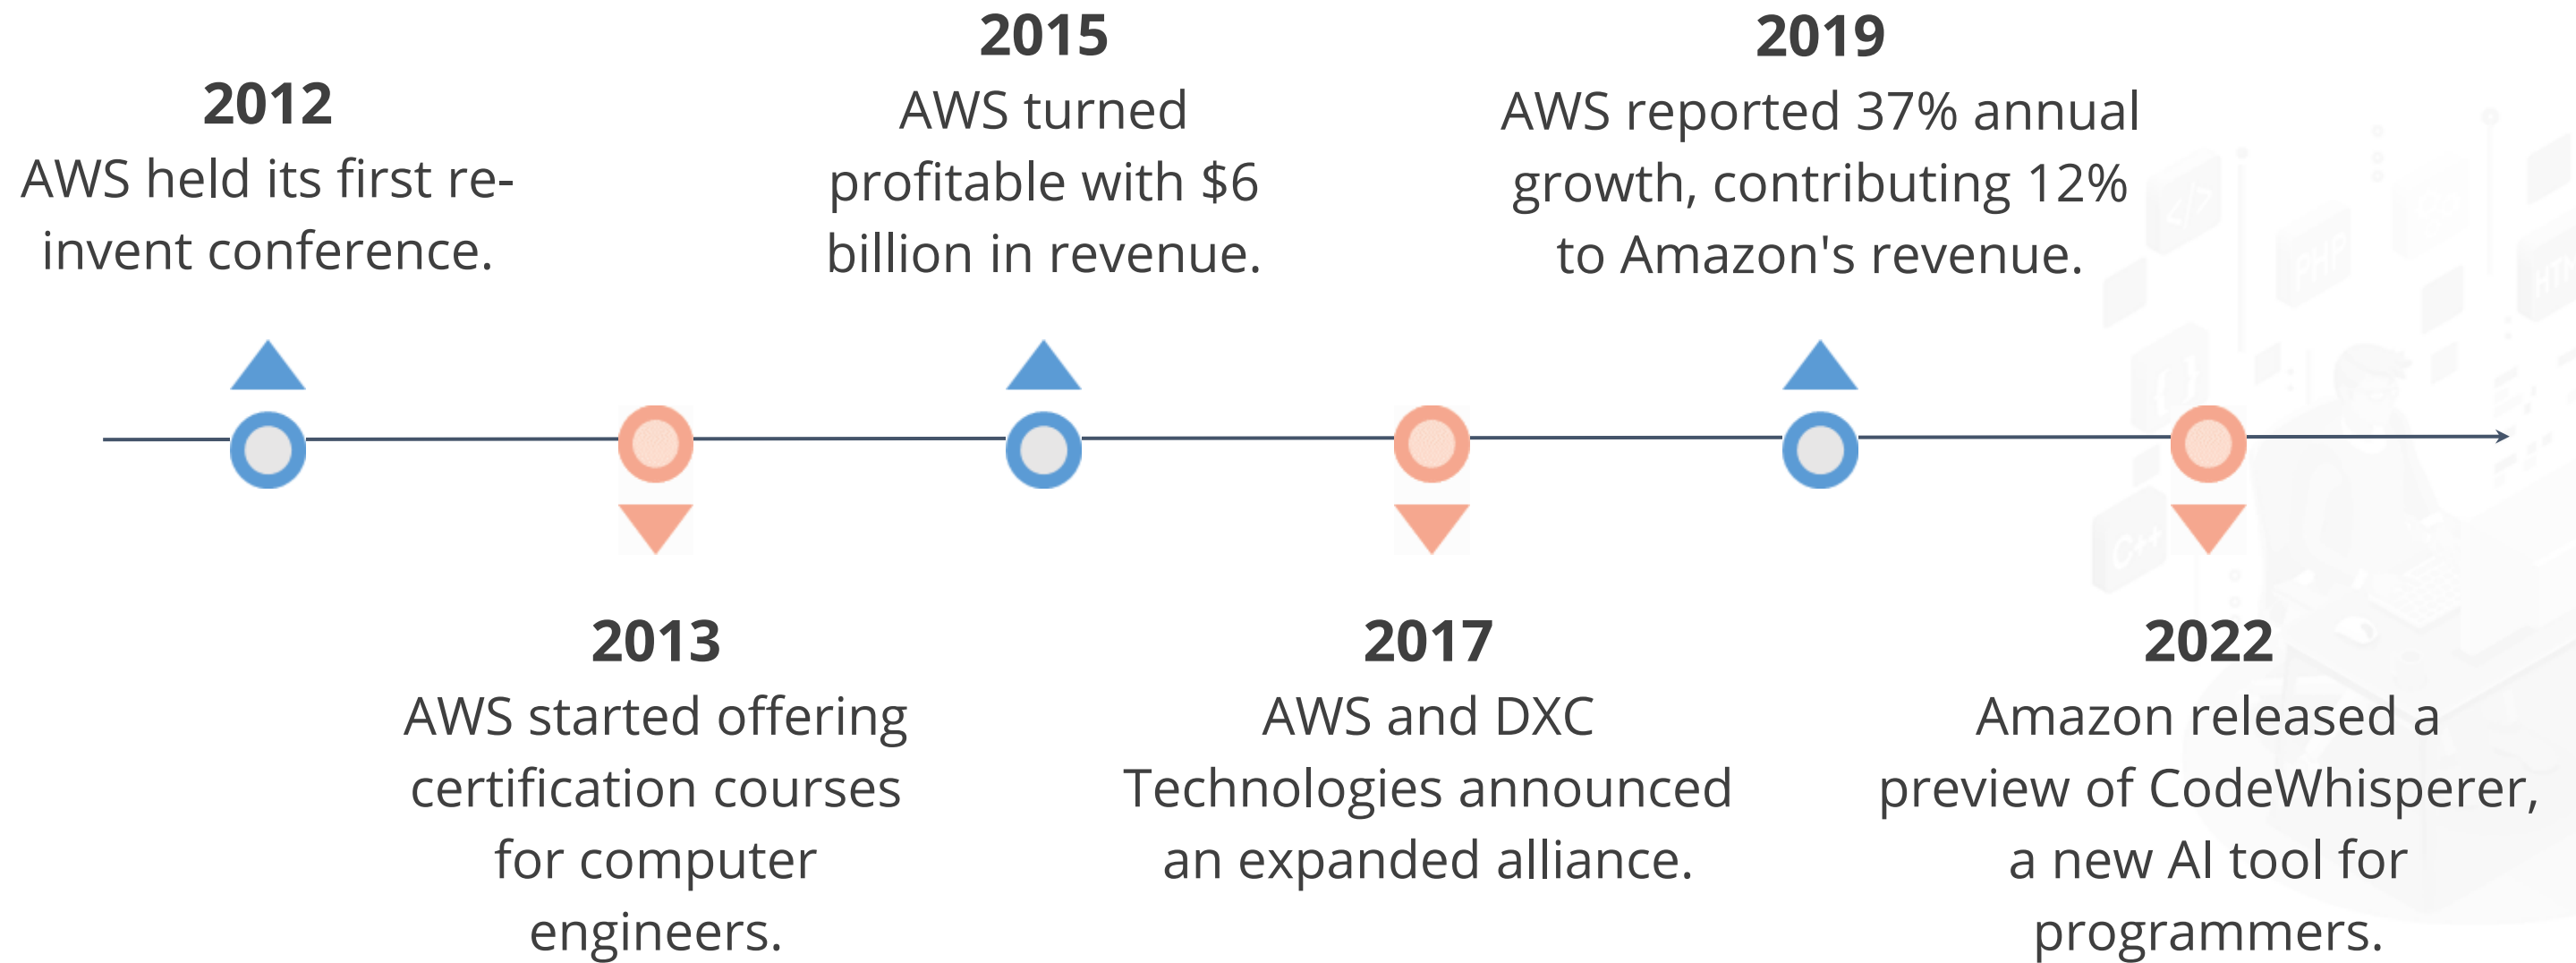 2012
AWS held its first re-
invent conference.
2013
AWS started offering
certification courses
for computer
engineers.
2015
AWS turned
profitable with $6
billion in revenue.
2017
AWS and DXC
Technologies announced
an expanded alliance.
2019
AWS reported 37% annual
growth, contributing 12%
to Amazon's revenue.
2022
Amazon released a
preview of CodeWhisperer,
a new AI tool for
programmers.